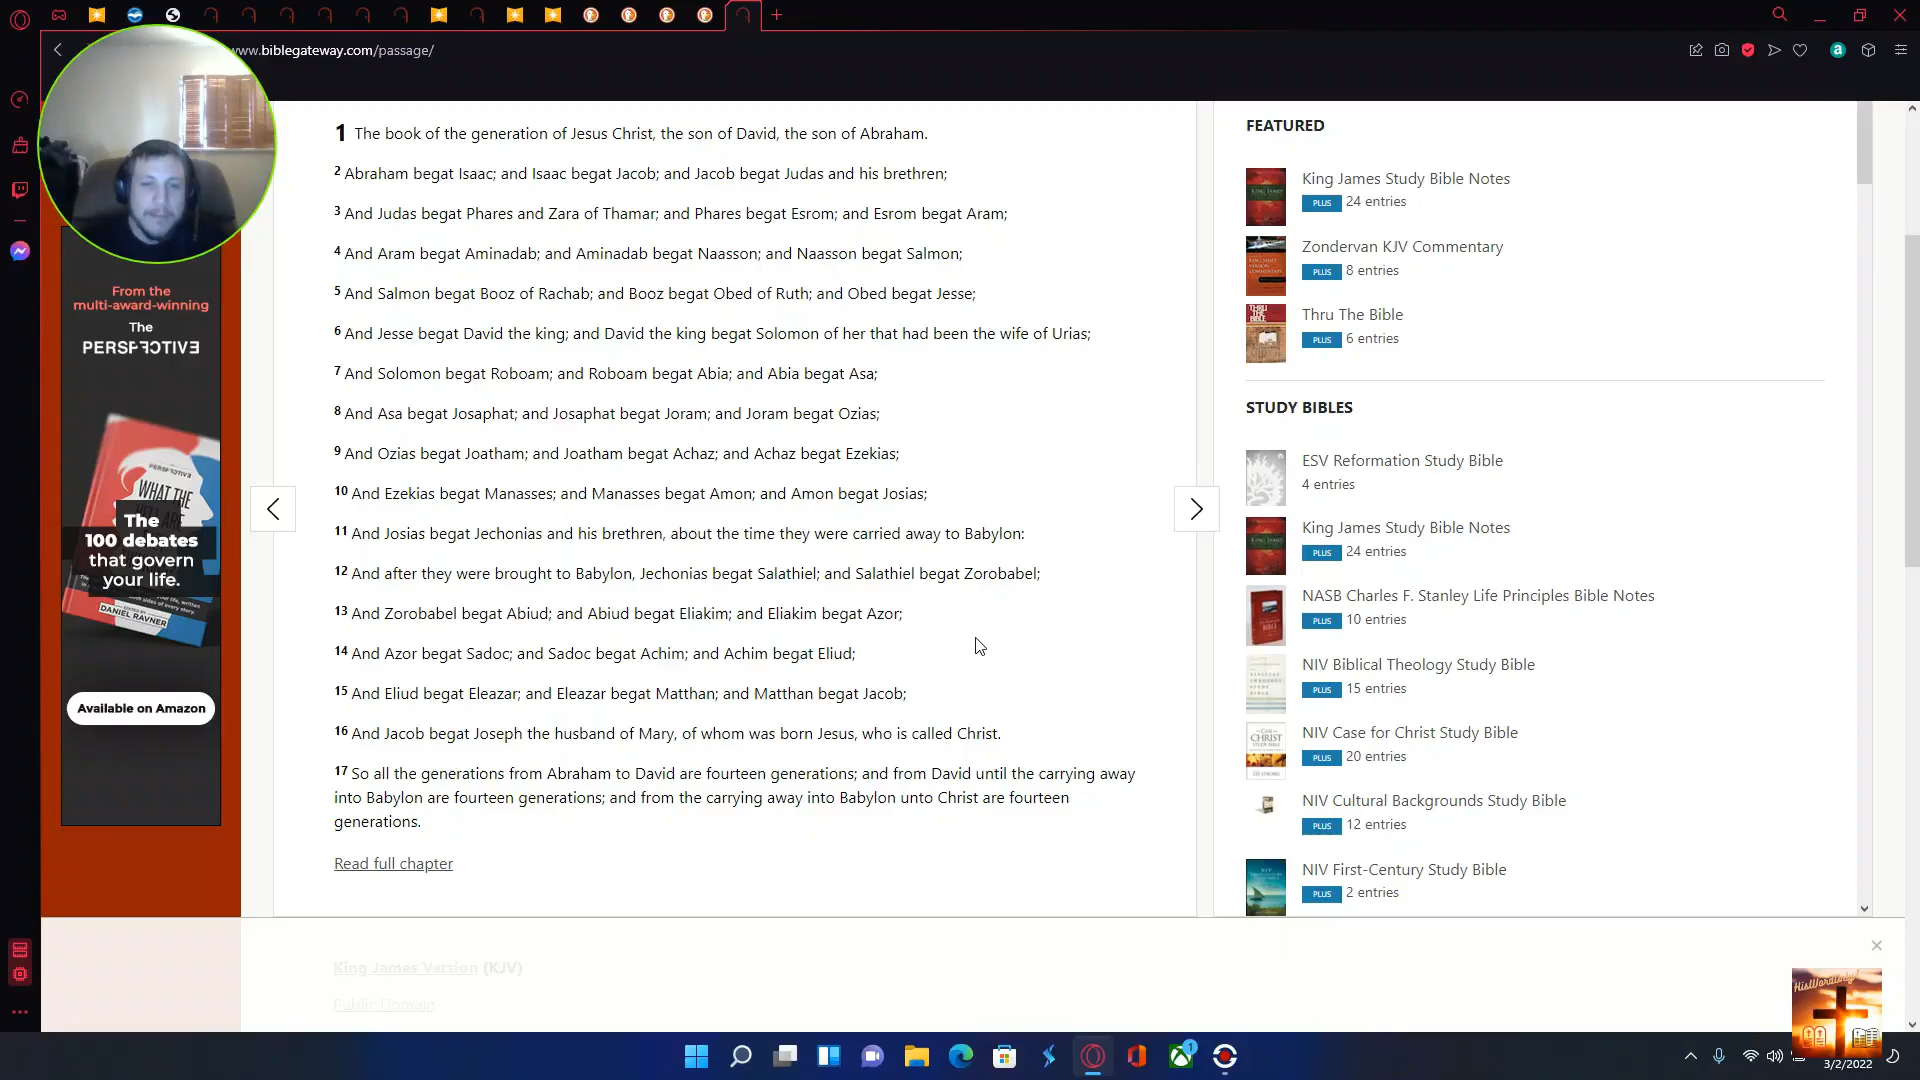 www.biblegateway.com/passage/
1 The book of the generation of Jesus Christ, the son of David, the son of Abraham.
2 Abraham begat Isaac; and Isaac begat Jacob; and Jacob begat Judas and his brethren;
3 And Judas begat Phares and Zara of Thamar; and Phares begat Esrom; and Esrom begat Aram;
4 And Aram begat Aminadab; and Aminadab begat Naasson; and Naasson begat Salmon;
5 And Salmon begat Booz of Rachab; and Booz begat Obed of Ruth; and Obed begat Jesse;
6 And Jesse begat David the king; and David the king begat Solomon of her that had been the wife of Urias;
7 And Solomon begat Roboam; and Roboam begat Abia; and Abia begat Asa;
8 And Asa begat Josaphat; and Josaphat begat Joram; and Joram begat Ozias;
9 And Ozias begat Joatham; and Joatham begat Achaz; and Achaz begat Ezekias;
10 And Ezekias begat Manasses; and Manasses begat Amon; and Amon begat Josias;
11 And Josias begat Jechonias and his brethren, about the time they were carried away to Babylon:
12 And after they were brought to Babylon, Jechonias begat Salathiel; and Salathiel begat Zorobabel;
13 And Zorobabel begat Abiud; and Abiud begat Eliakim; and Eliakim begat Azor;
14 And Azor begat Sadoc; and Sadoc begat Achim; and Achim begat Eliud;
15 And Eliud begat Eleazar; and Eleazar begat Matthan; and Matthan begat Jacob;
16 And Jacob begat Joseph the husband of Mary, of whom was born Jesus, who is called Christ.
17 So all the generations from Abraham to David are fourteen generations; and from David until the carrying away
into Babylon are fourteen generations; and from the carrying away into Babylon unto Christ are fourteen
generations.
Read full chapter
King James Version (KJV)
Public Domain
From the
multi-award-winning
The
PERSPECTIVE
WHAT THE
HELL ARE
The
100 debates
that govern
your life.
EDITED BY
DANIEL RAVNER
Available on Amazon
FEATURED
King James Study Bible Notes
PLUS 24 entries
Zondervan KJV Commentary
PLUS 8 entries
Thru The Bible
PLUS 6 entries
STUDY BIBLES
ESV Reformation Study Bible
4 entries
King James Study Bible Notes
PLUS 24 entries
NASB Charles F. Stanley Life Principles Bible Notes
PLUS 10 entries
NIV Biblical Theology Study Bible
PLUS 15 entries
NIV Case for Christ Study Bible
PLUS 20 entries
NIV Cultural Backgrounds Study Bible
PLUS 12 entries
NIV First-Century Study Bible
PLUS 2 entries
HisWordOnly!
3/2/2022